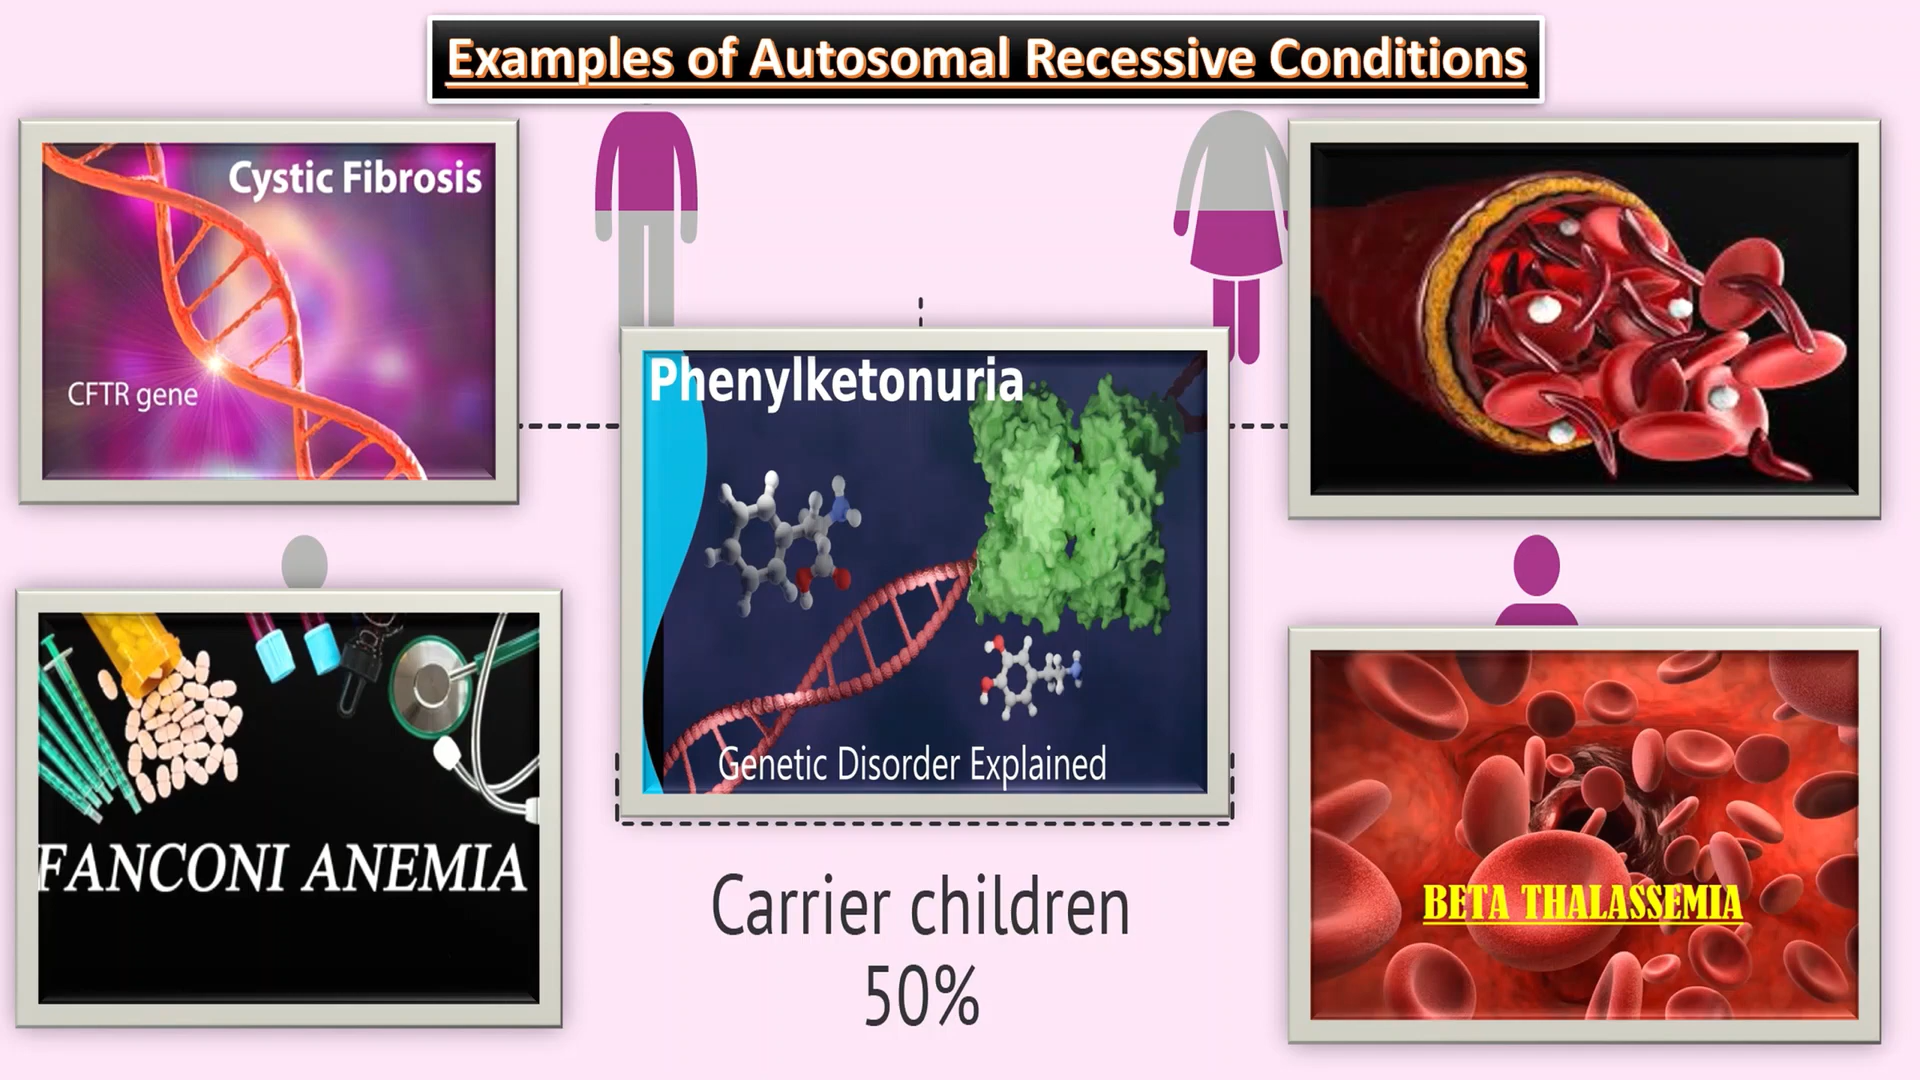 Examples of Autosomal Recessive Conditions
Cystic Fibrosis
CFTR gene
Phenylketonuria
Genetic Disorder Explained
FANCONI ANEMIA
BETA THALASSEMIA
Carrier children
50%